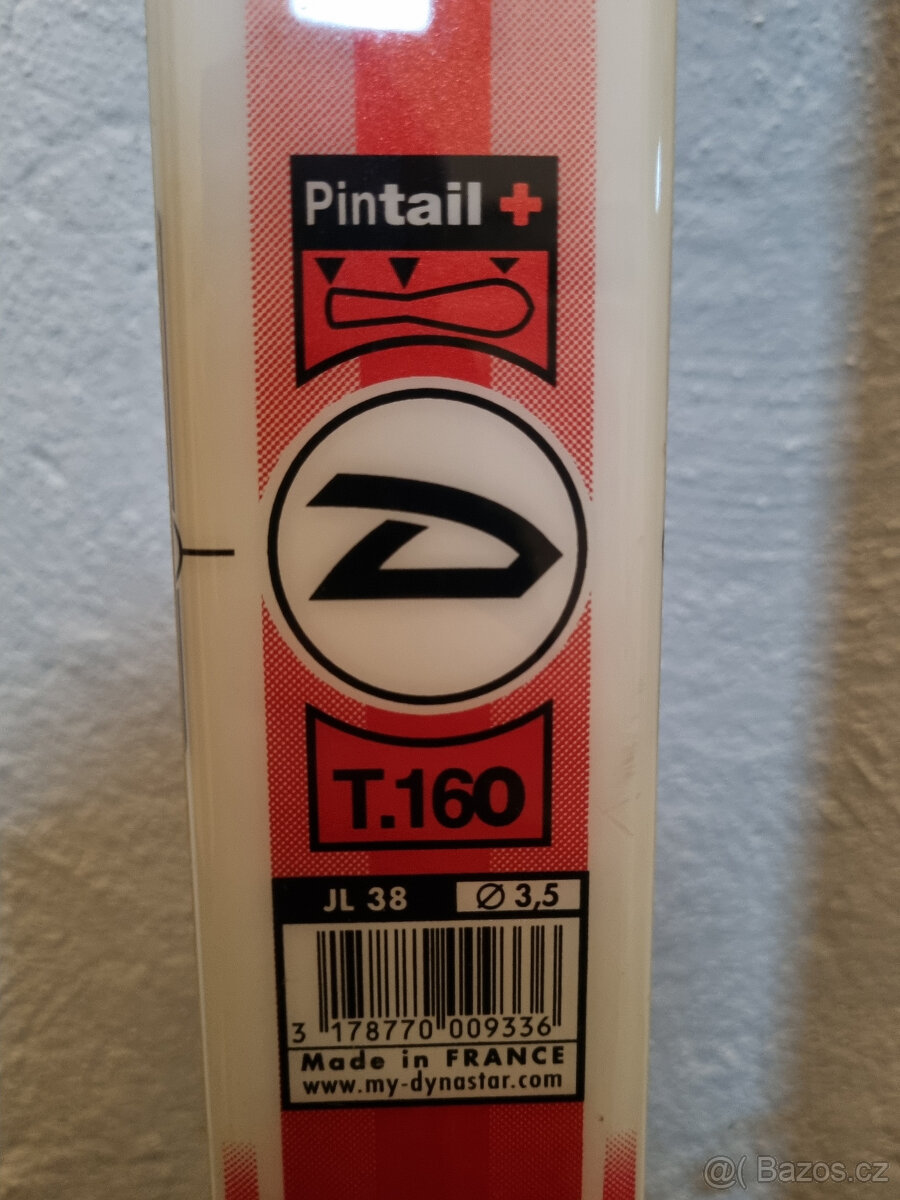 Pintail +
T.160
JL 38 Ø 3,5
3 178770 009336
Made in FRANCE
www.my-dynastar.com
@( Bazos.cz